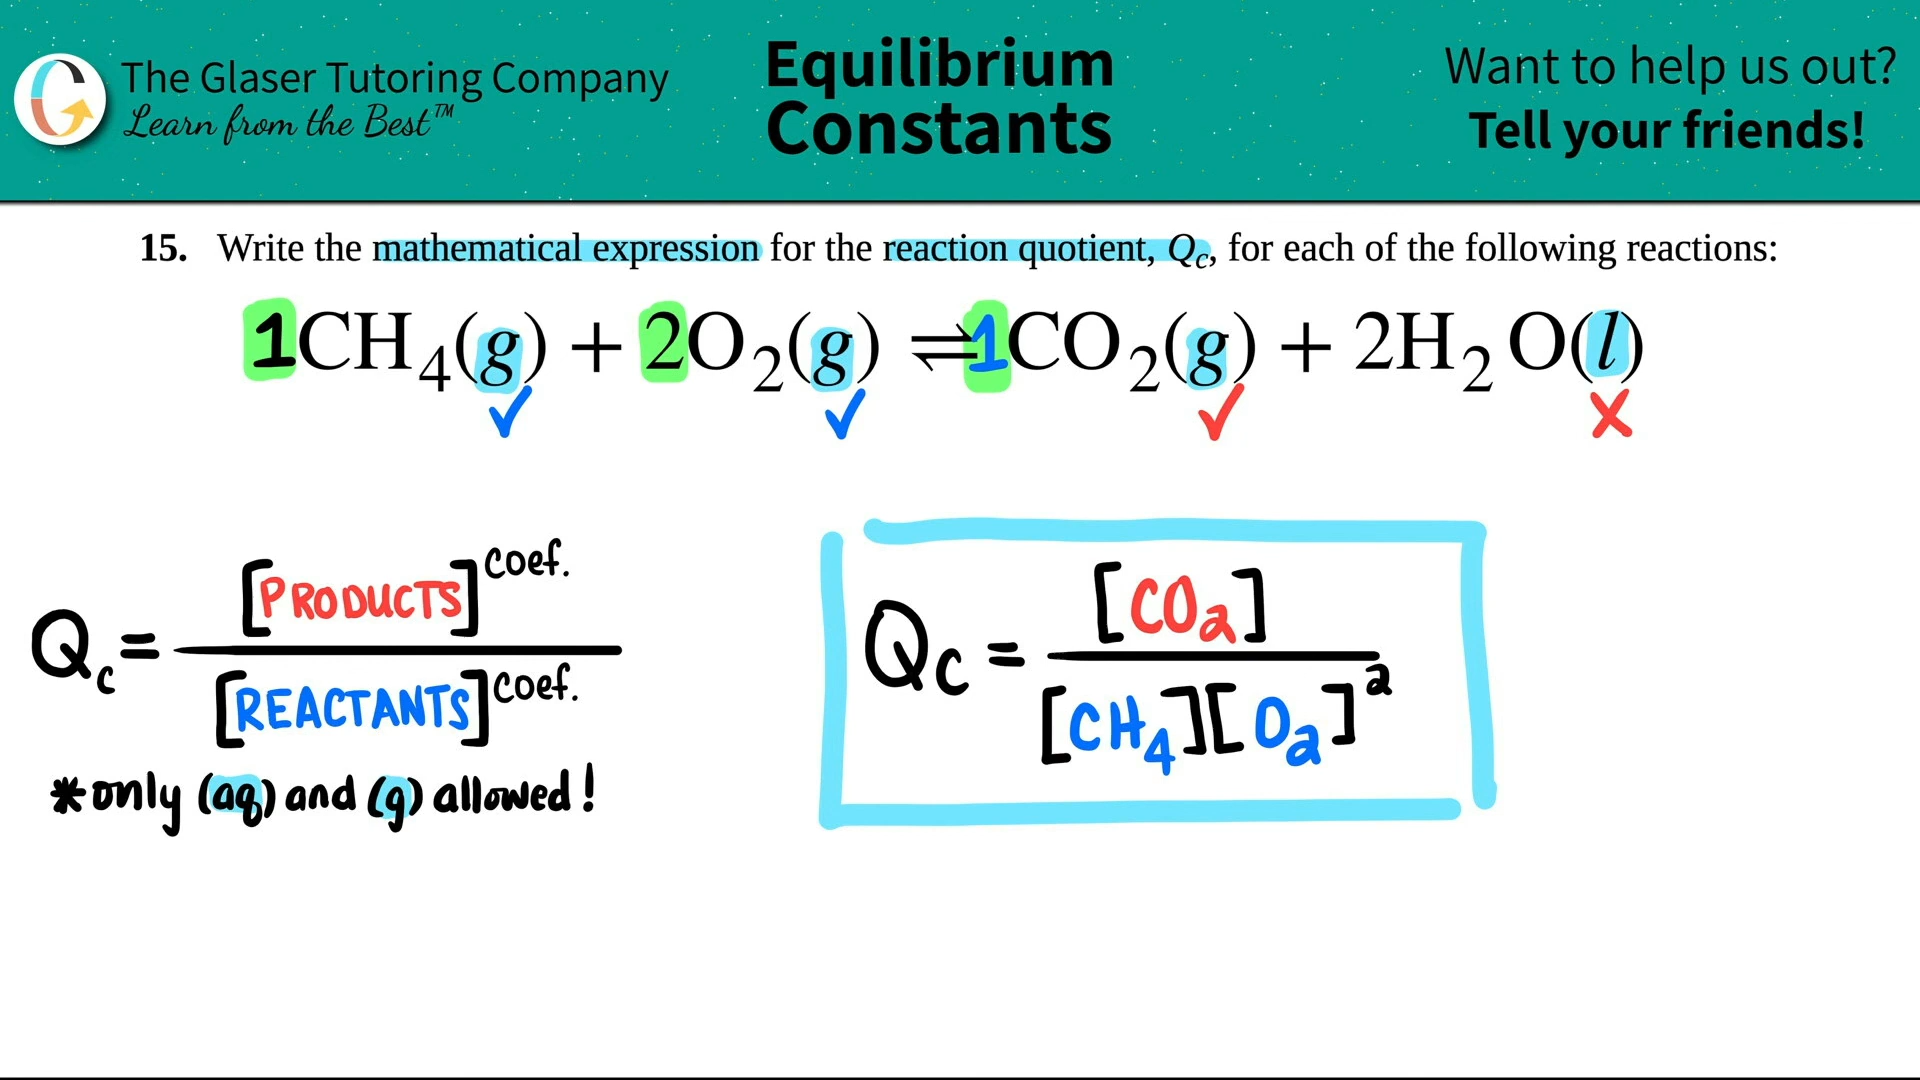 The Glaser Tutoring Company
Learn from the Best™
Equilibrium
Constants
Want to help us out?
Tell your friends!
15. Write the mathematical expression for the reaction quotient, Qc, for each of the following reactions:
1CH₄(g) + 2O₂(g) ⇌ 1CO₂(g) + 2H₂O(l)
✓ ✓ ✓ ✗
Qc = [PRODUCTS]^coef. / [REACTANTS]^coef.
*only (aq) and (g) allowed!
Qc = [CO₂] / [CH₄][O₂]²